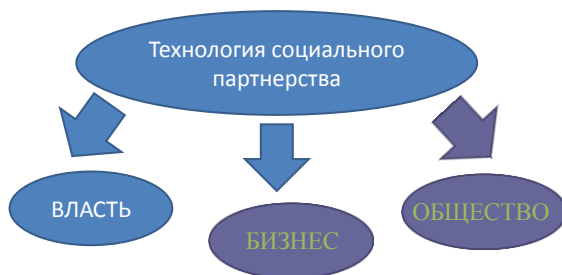 Технология социального
партнерства
ВЛАСТЬ
БИЗНЕС
ОБЩЕСТВО